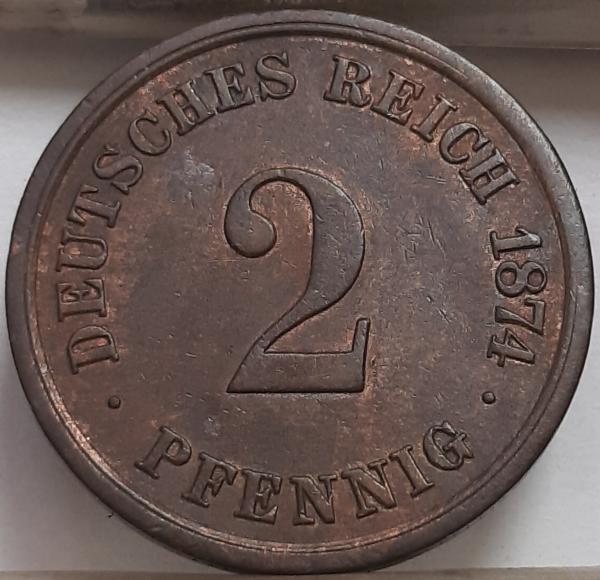 DEUTSCHES REICH 1874
2
· PFENNIG ·